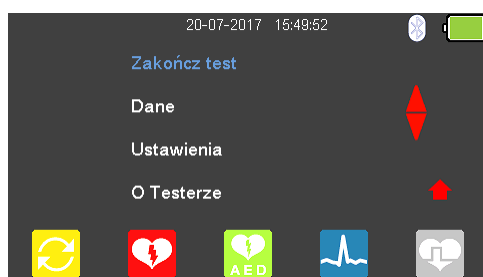 20-07-2017 15:49:52
Zakończ test
Dane
Ustawienia
O Testerze
AED